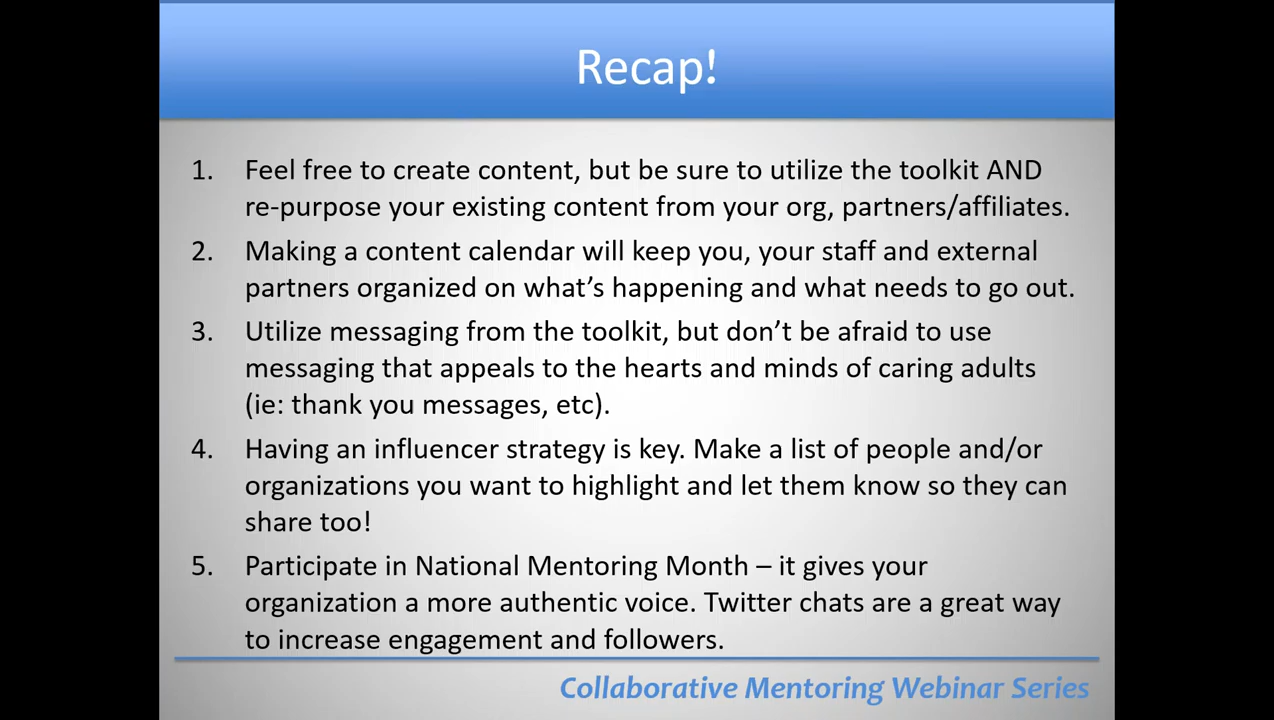 Recap!
1. Feel free to create content, but be sure to utilize the toolkit AND
re-purpose your existing content from your org, partners/affiliates.
2. Making a content calendar will keep you, your staff and external
partners organized on what’s happening and what needs to go out.
3. Utilize messaging from the toolkit, but don’t be afraid to use
messaging that appeals to the hearts and minds of caring adults
(ie: thank you messages, etc).
4. Having an influencer strategy is key. Make a list of people and/or
organizations you want to highlight and let them know so they can
share too!
5. Participate in National Mentoring Month – it gives your
organization a more authentic voice. Twitter chats are a great way
to increase engagement and followers.
Collaborative Mentoring Webinar Series